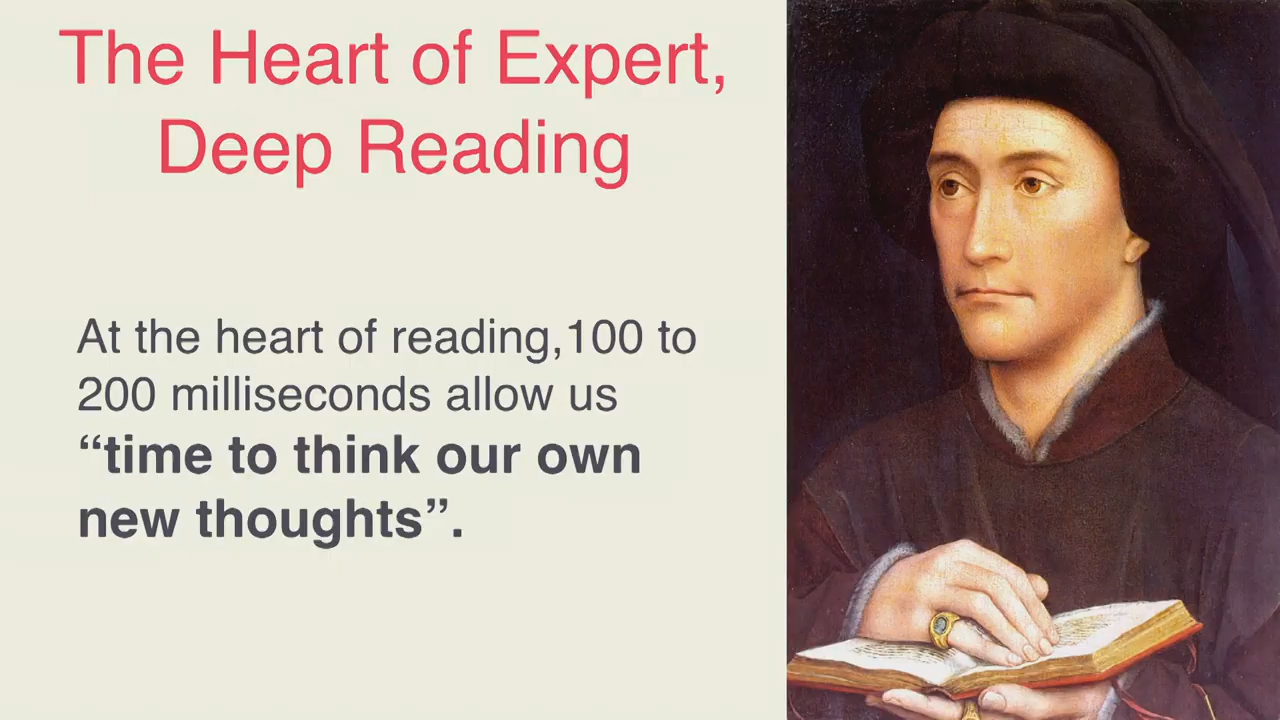 The Heart of Expert,
Deep Reading
At the heart of reading,100 to
200 milliseconds allow us
“time to think our own
new thoughts”.